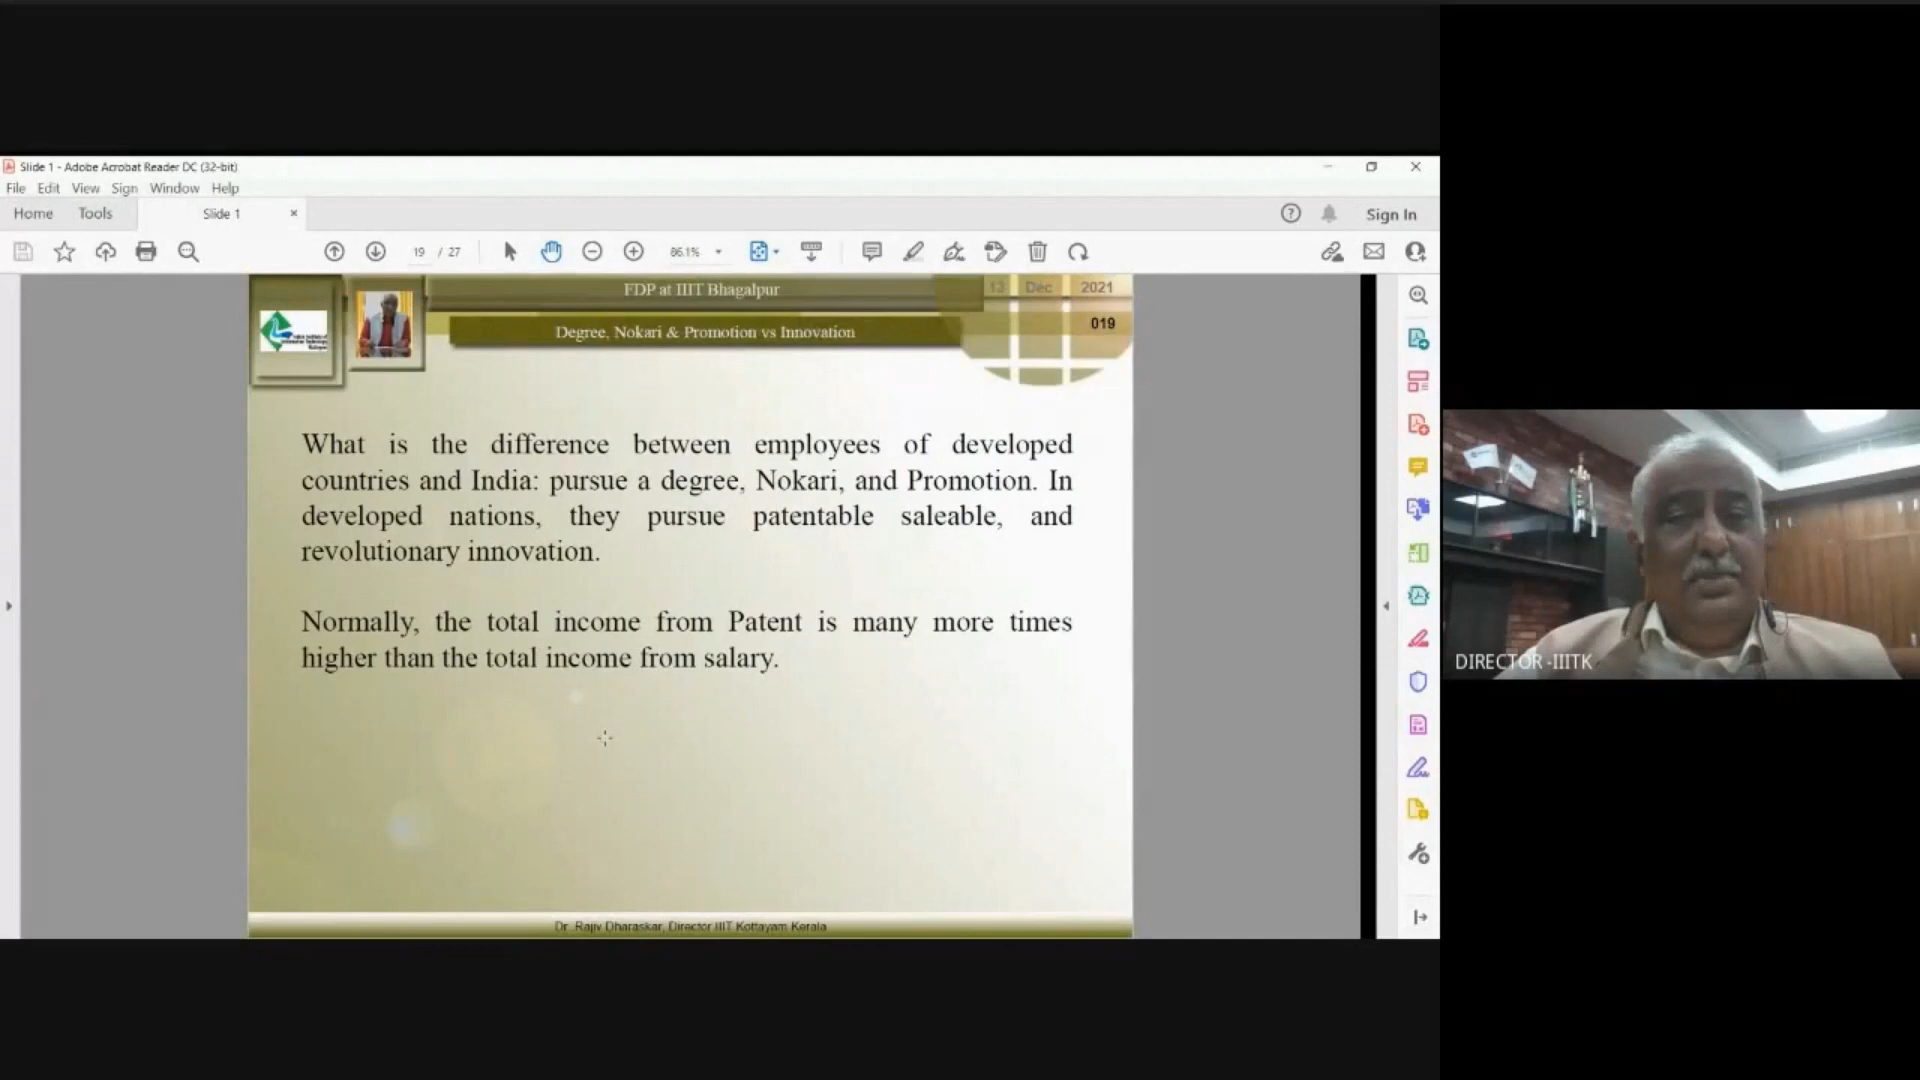 Slide 1 - Adobe Acrobat Reader DC (32-bit)
File Edit View Sign Window Help
Home Tools Slide 1
Sign In
19 / 27
86.1%
FDP at IIIT Bhagalpur
13 Dec 2021
Degree, Nokari & Promotion vs Innovation
019
What is the difference between employees of developed
countries and India: pursue a degree, Nokari, and Promotion. In
developed nations, they pursue patentable saleable, and
revolutionary innovation.
Normally, the total income from Patent is many more times
higher than the total income from salary.
Dr. Rajiv Dharaskar, Director IIIT Kottayam Kerala
DIRECTOR -IIITK